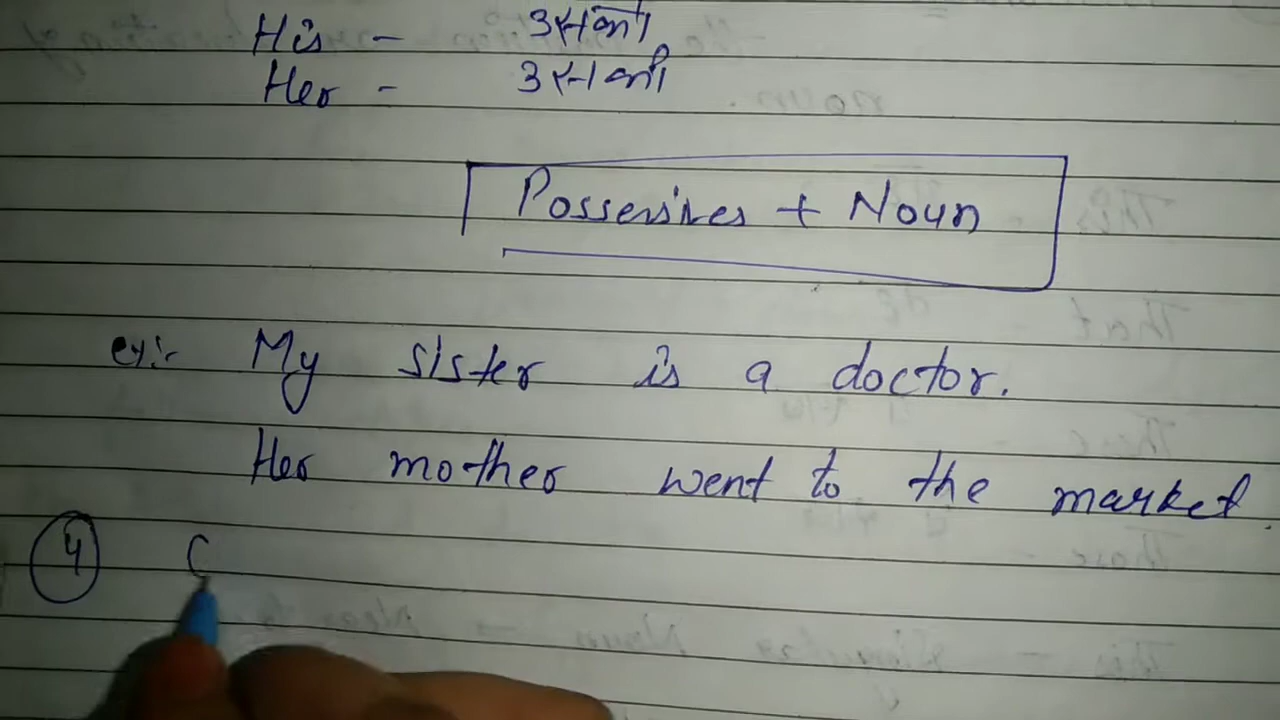 His - उसका
Her - उसकी
Possessives + Noun
ex:- My sister is a doctor.
Her mother went to the market.
4 C